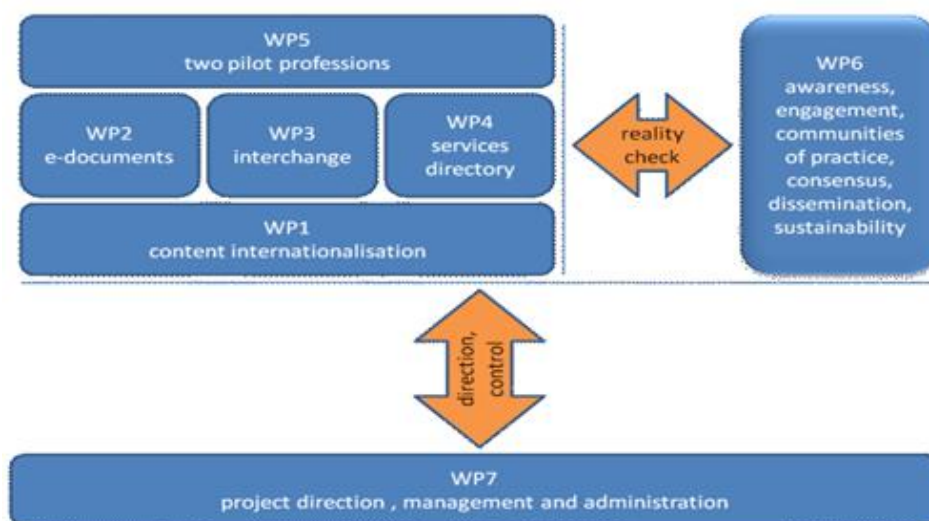 WP5
two pilot professions
WP2
e-documents
WP3
interchange
WP4
services
directory
WP1
content internationalisation
reality
check
WP6
awareness,
engagement,
communities
of practice,
consensus,
dissemination,
sustainability
direction,
control
WP7
project direction , management and administration